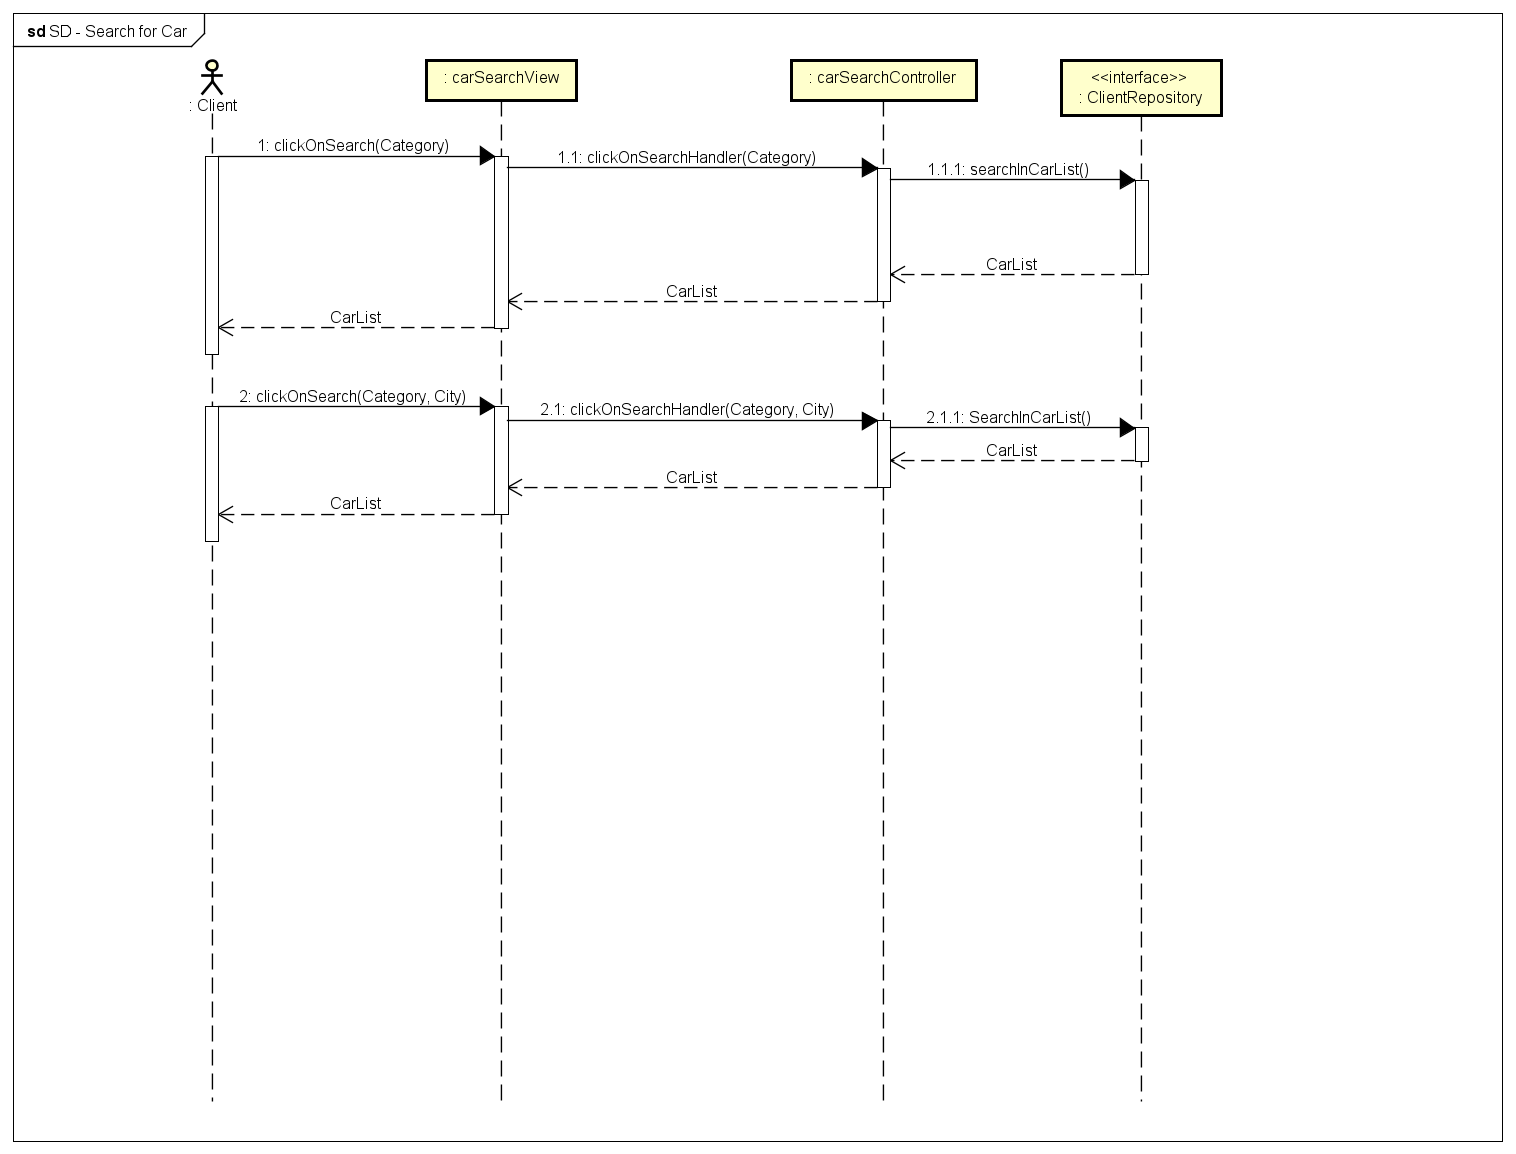 sd SD - Search for Car
: Client
: carSearchView
: carSearchController
<<interface>>
: ClientRepository
1: clickOnSearch(Category)
1.1: clickOnSearchHandler(Category)
1.1.1: searchInCarList()
CarList
CarList
CarList
2: clickOnSearch(Category, City)
2.1: clickOnSearchHandler(Category, City)
2.1.1: SearchInCarList()
CarList
CarList
CarList